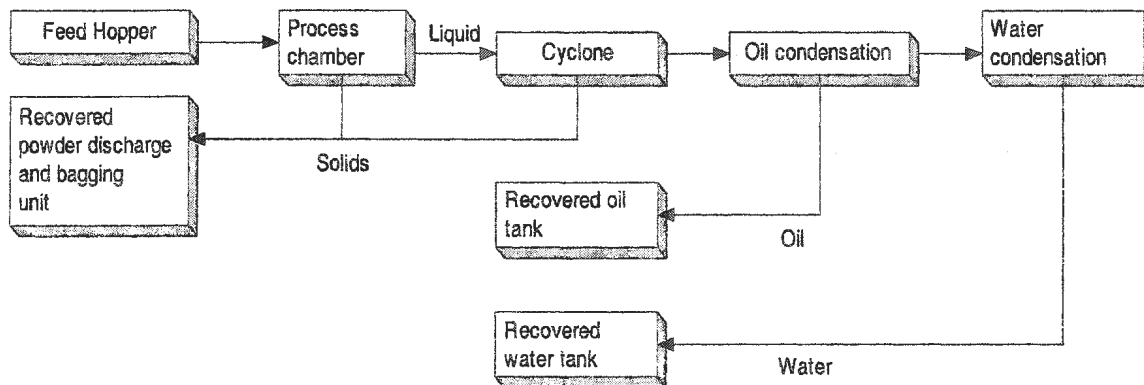 Feed Hopper
Process
chamber
Liquid
Cyclone
Oil condensation
Water
condensation
Recovered
powder discharge
and bagging
unit
Solids
Recovered oil
tank
Oil
Recovered
water tank
Water